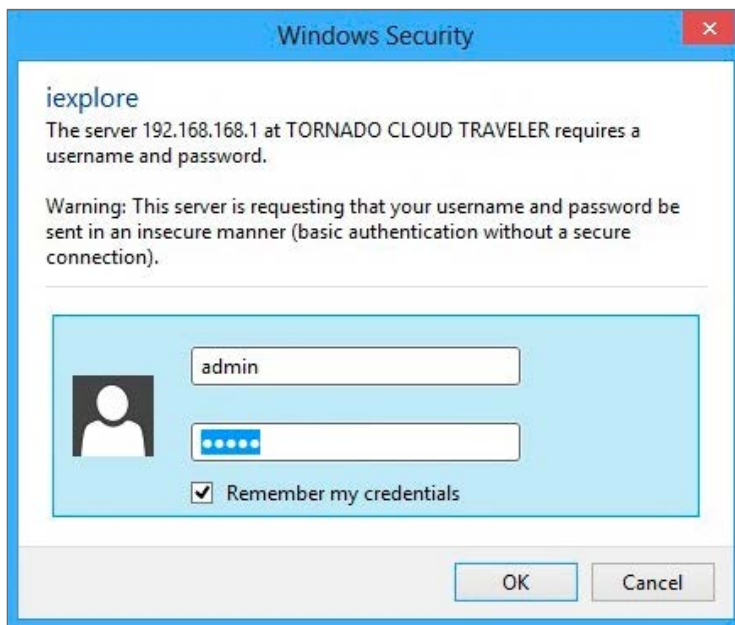 Windows Security
iexplore
The server 192.168.168.1 at TORNADO CLOUD TRAVELER requires a
username and password.
Warning: This server is requesting that your username and password be
sent in an insecure manner (basic authentication without a secure
connection).
admin
•••••
Remember my credentials
OK Cancel